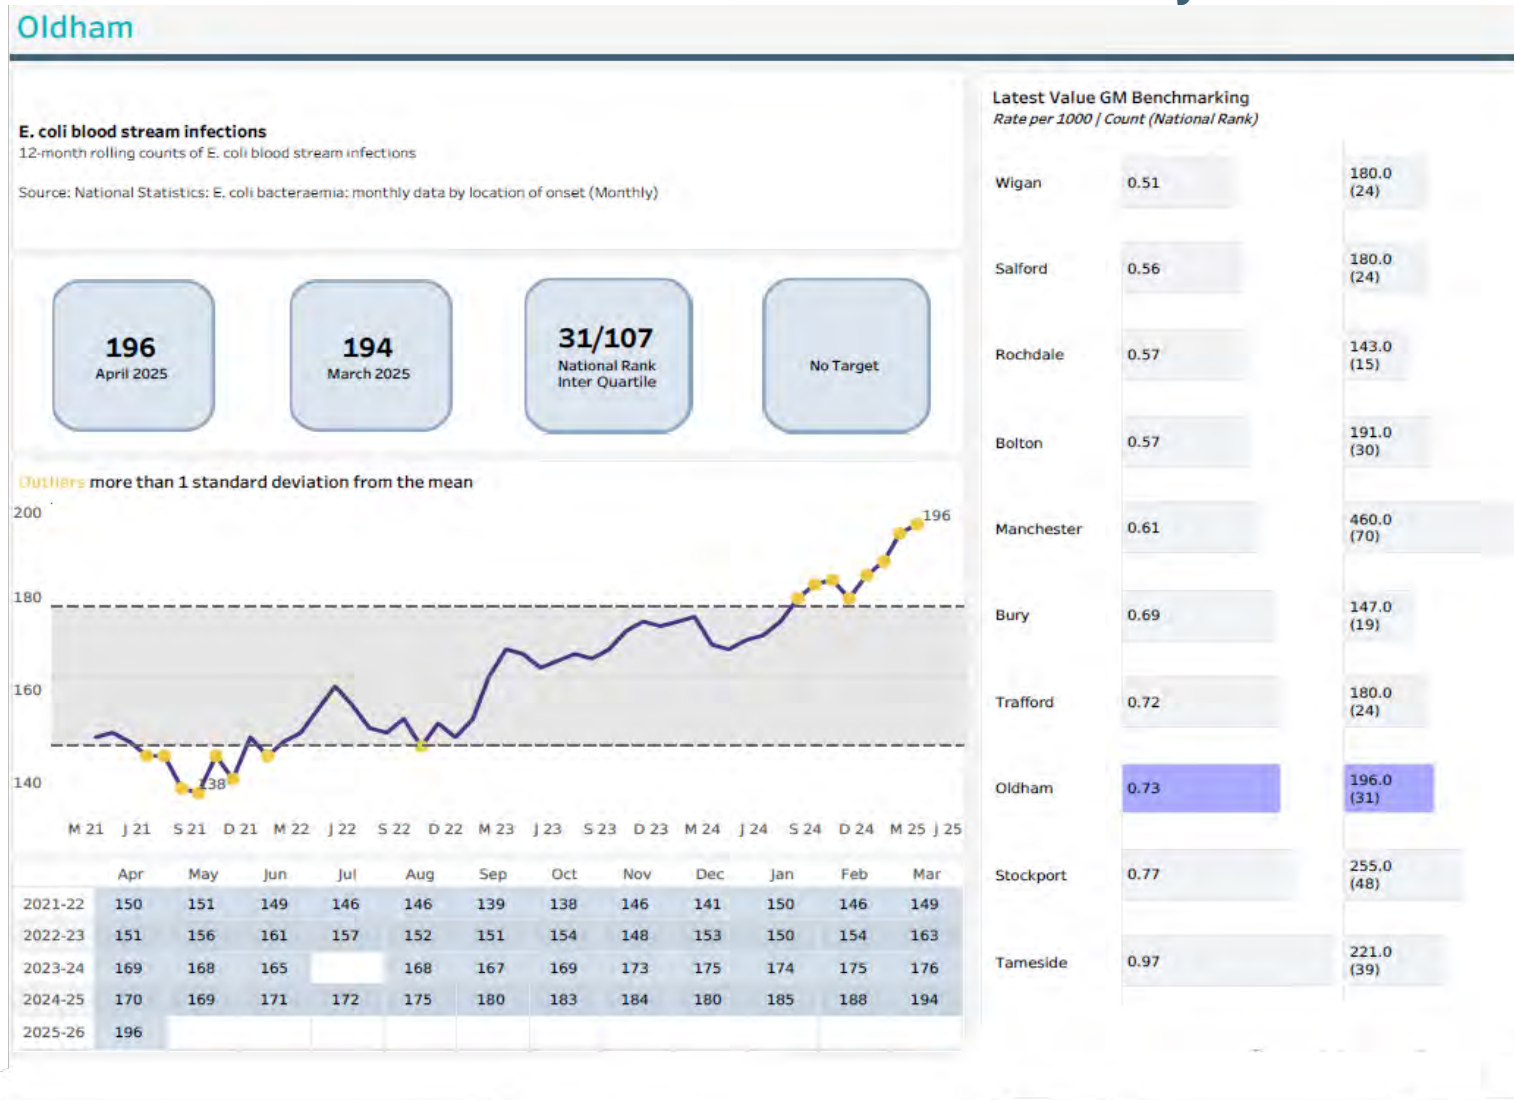 Oldham
E. coli blood stream infections
12-month rolling counts of E. coli blood stream infections
Source: National Statistics: E. coli bacteraemia: monthly data by location of onset (Monthly)
196
April 2025
194
March 2025
31/107
National Rank
Inter Quartile
No Target
Outliers more than 1 standard deviation from the mean
200
180
160
140
196
138
M 21 J 21 S 21 D 21 M 22 J 22 S 22 D 22 M 23 J 23 S 23 D 23 M 24 J 24 S 24 D 24 M 25 J 25
Apr May Jun Jul Aug Sep Oct Nov Dec Jan Feb Mar
2021-22 150 151 149 146 146 139 138 146 141 150 146 149
2022-23 151 156 161 157 152 151 154 148 153 150 154 163
2023-24 169 168 165 168 167 169 173 175 174 175 176
2024-25 170 169 171 172 175 180 183 184 180 185 188 194
2025-26 196
Latest Value GM Benchmarking
Rate per 1000 | Count (National Rank)
Wigan 0.51 180.0 (24)
Salford 0.56 180.0 (24)
Rochdale 0.57 143.0 (15)
Bolton 0.57 191.0 (30)
Manchester 0.61 460.0 (70)
Bury 0.69 147.0 (19)
Trafford 0.72 180.0 (24)
Oldham 0.73 196.0 (31)
Stockport 0.77 255.0 (48)
Tameside 0.97 221.0 (39)